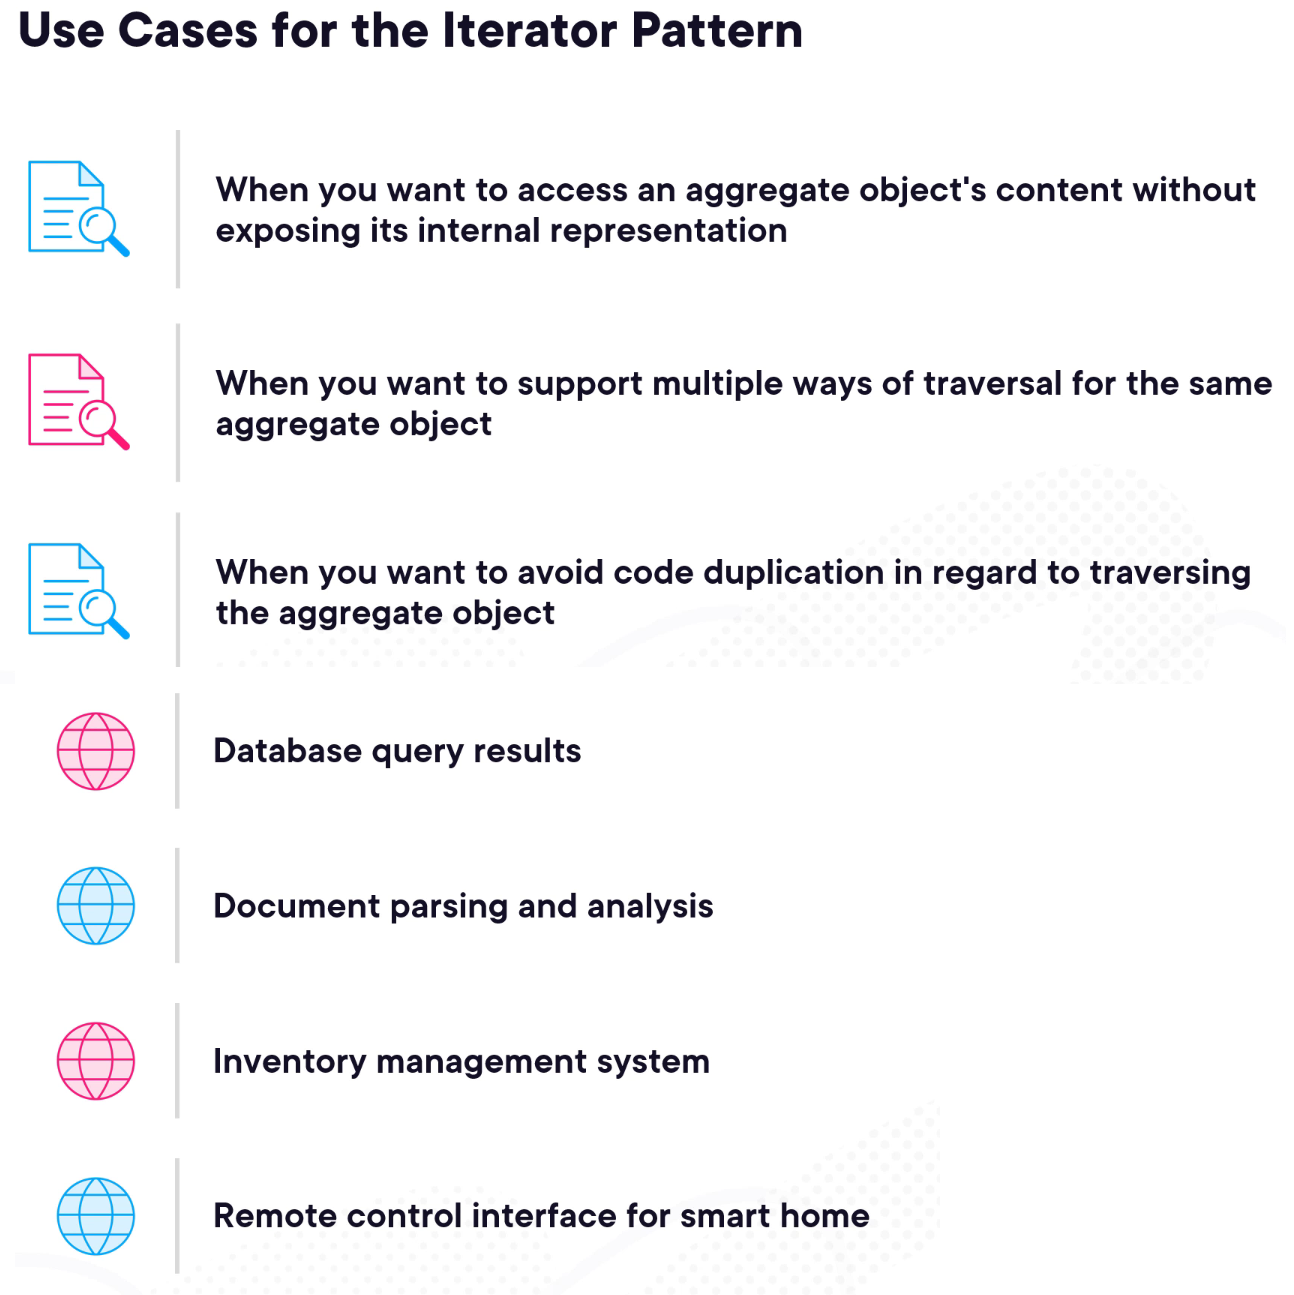 Use Cases for the Iterator Pattern
When you want to access an aggregate object's content without
exposing its internal representation
When you want to support multiple ways of traversal for the same
aggregate object
When you want to avoid code duplication in regard to traversing
the aggregate object
Database query results
Document parsing and analysis
Inventory management system
Remote control interface for smart home